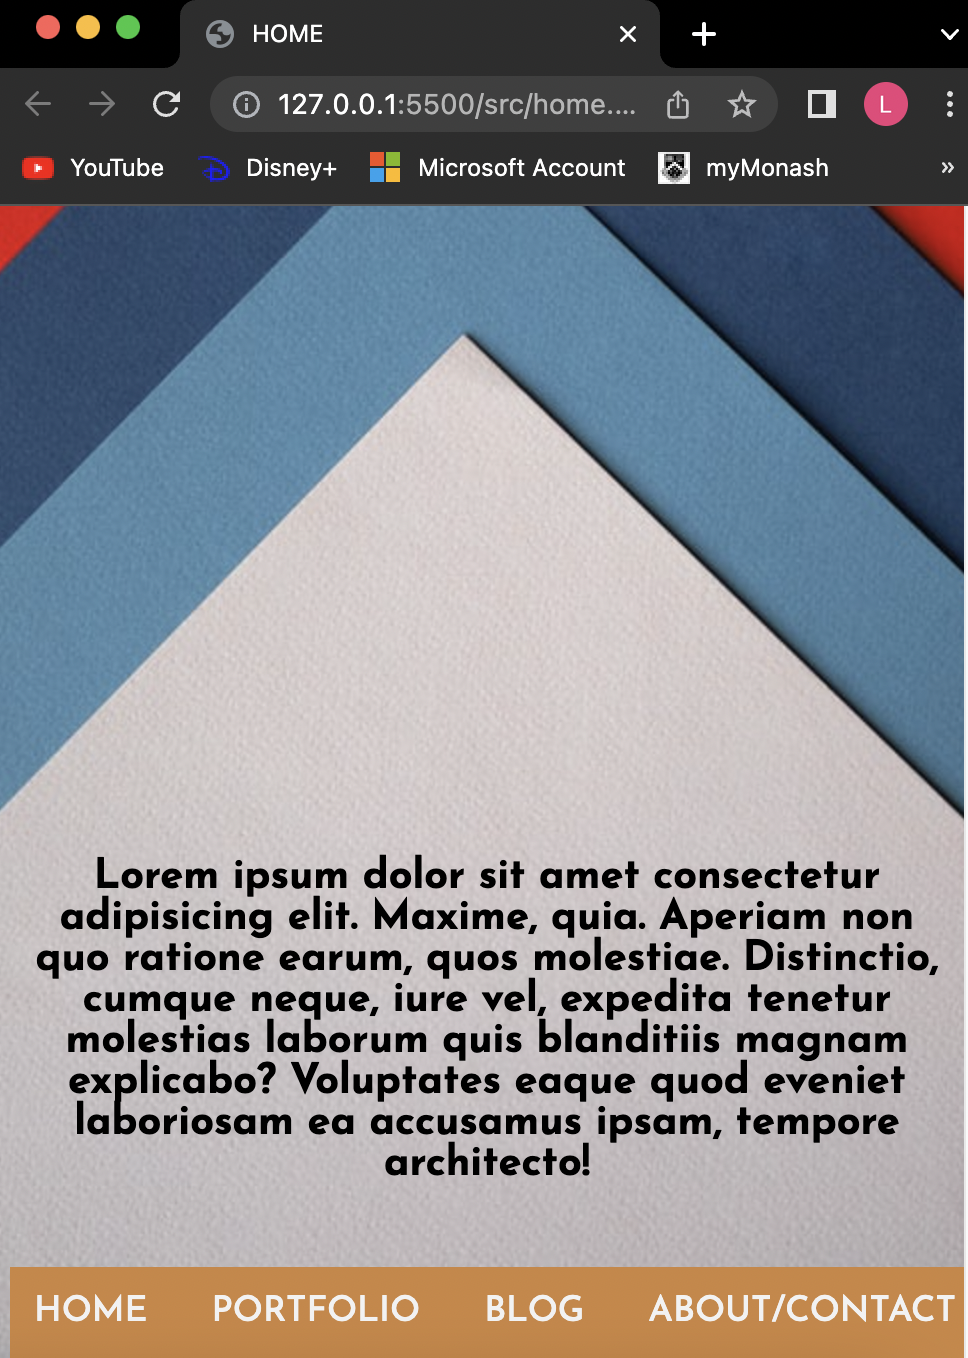 HOME
127.0.0.1:5500/src/home....
L
YouTube
Disney+
Microsoft Account
myMonash
»
Lorem ipsum dolor sit amet consectetur
adipisicing elit. Maxime, quia. Aperiam non
quo ratione earum, quos molestiae. Distinctio,
cumque neque, iure vel, expedita tenetur
molestias laborum quis blanditiis magnam
explicabo? Voluptates eaque quod eveniet
laboriosam ea accusamus ipsam, tempore
architecto!
HOME PORTFOLIO BLOG ABOUT/CONTACT